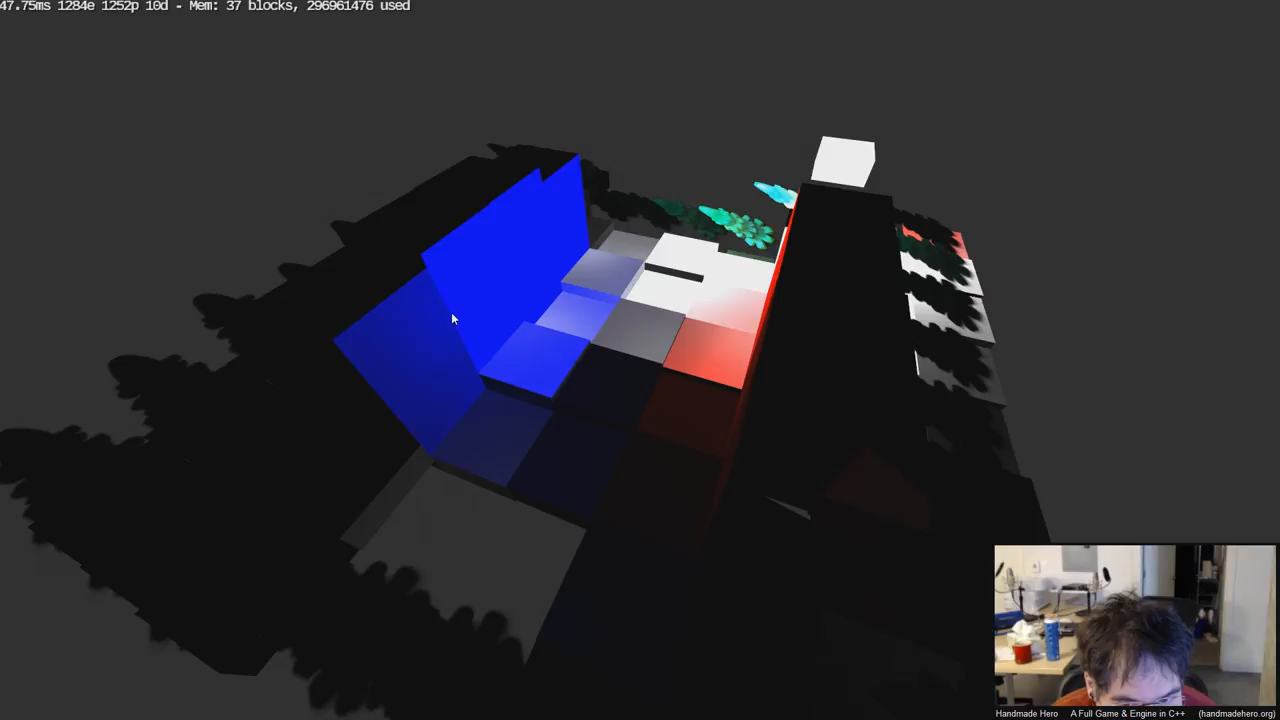 47.75ms 1284e 1252p 10d - Mem: 37 blocks, 296961476 used
Handmade Hero A Full Game & Engine in C++ (handmadehero.org)